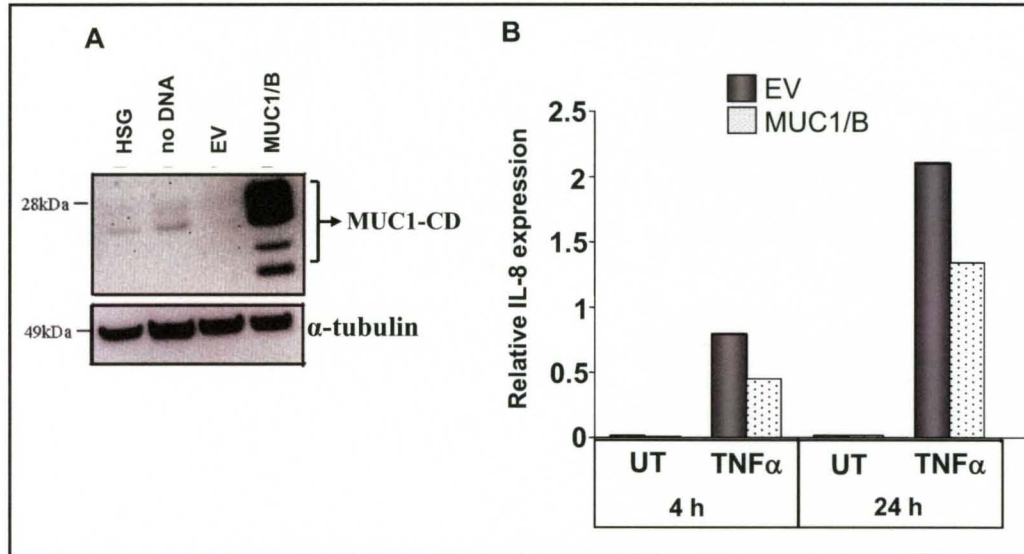 A
HSG
no DNA
EV
MUC1/B
28kDa
MUC1-CD
49kDa
α-tubulin
B
EV
MUC1/B
Relative IL-8 expression
2.5
2
1.5
1
0.5
0
UT TNFα UT TNFα
4 h 24 h